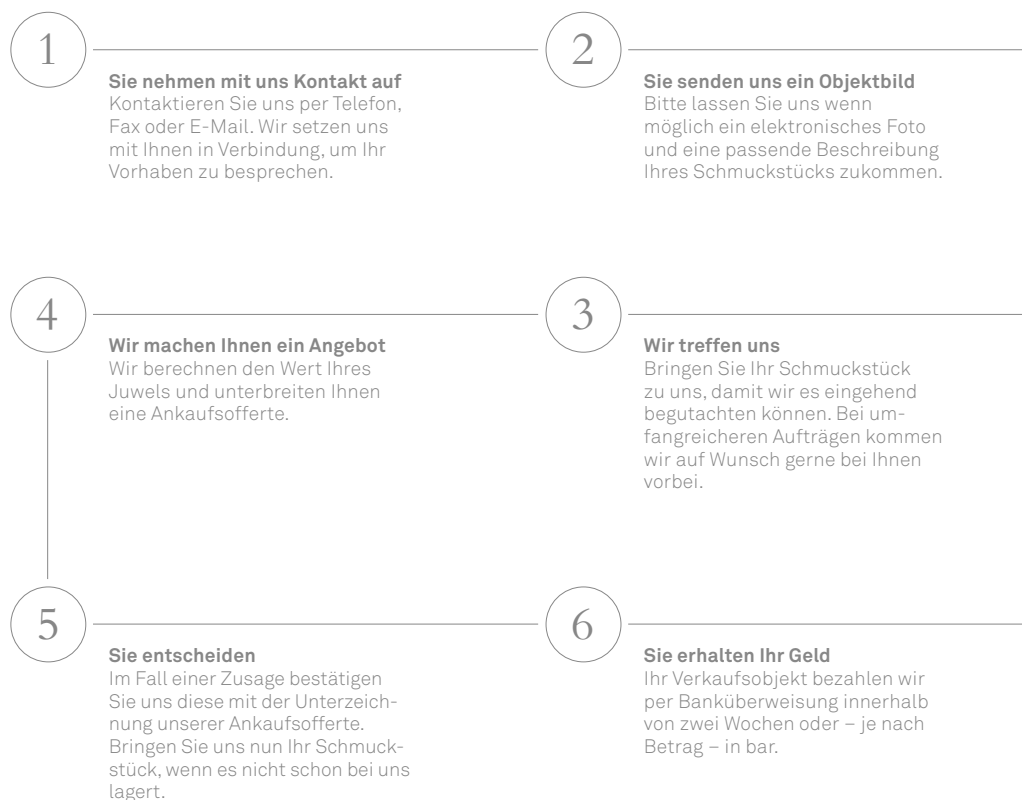 1
Sie nehmen mit uns Kontakt auf
Kontaktieren Sie uns per Telefon,
Fax oder E-Mail. Wir setzen uns
mit Ihnen in Verbindung, um Ihr
Vorhaben zu besprechen.
2
Sie senden uns ein Objektbild
Bitte lassen Sie uns wenn
möglich ein elektronisches Foto
und eine passende Beschreibung
Ihres Schmuckstücks zukommen.
3
Wir treffen uns
Bringen Sie Ihr Schmuckstück
zu uns, damit wir es eingehend
begutachten können. Bei um-
fangreicheren Aufträgen kommen
wir auf Wunsch gerne bei Ihnen
vorbei.
4
Wir machen Ihnen ein Angebot
Wir berechnen den Wert Ihres
Juwels und unterbreiten Ihnen
eine Ankaufsofferte.
5
Sie entscheiden
Im Fall einer Zusage bestätigen
Sie uns diese mit der Unterzeich-
nung unserer Ankaufsofferte.
Bringen Sie uns nun Ihr Schmuck-
stück, wenn es nicht schon bei uns
lagert.
6
Sie erhalten Ihr Geld
Ihr Verkaufsobjekt bezahlen wir
per Banküberweisung innerhalb
von zwei Wochen oder – je nach
Betrag – in bar.